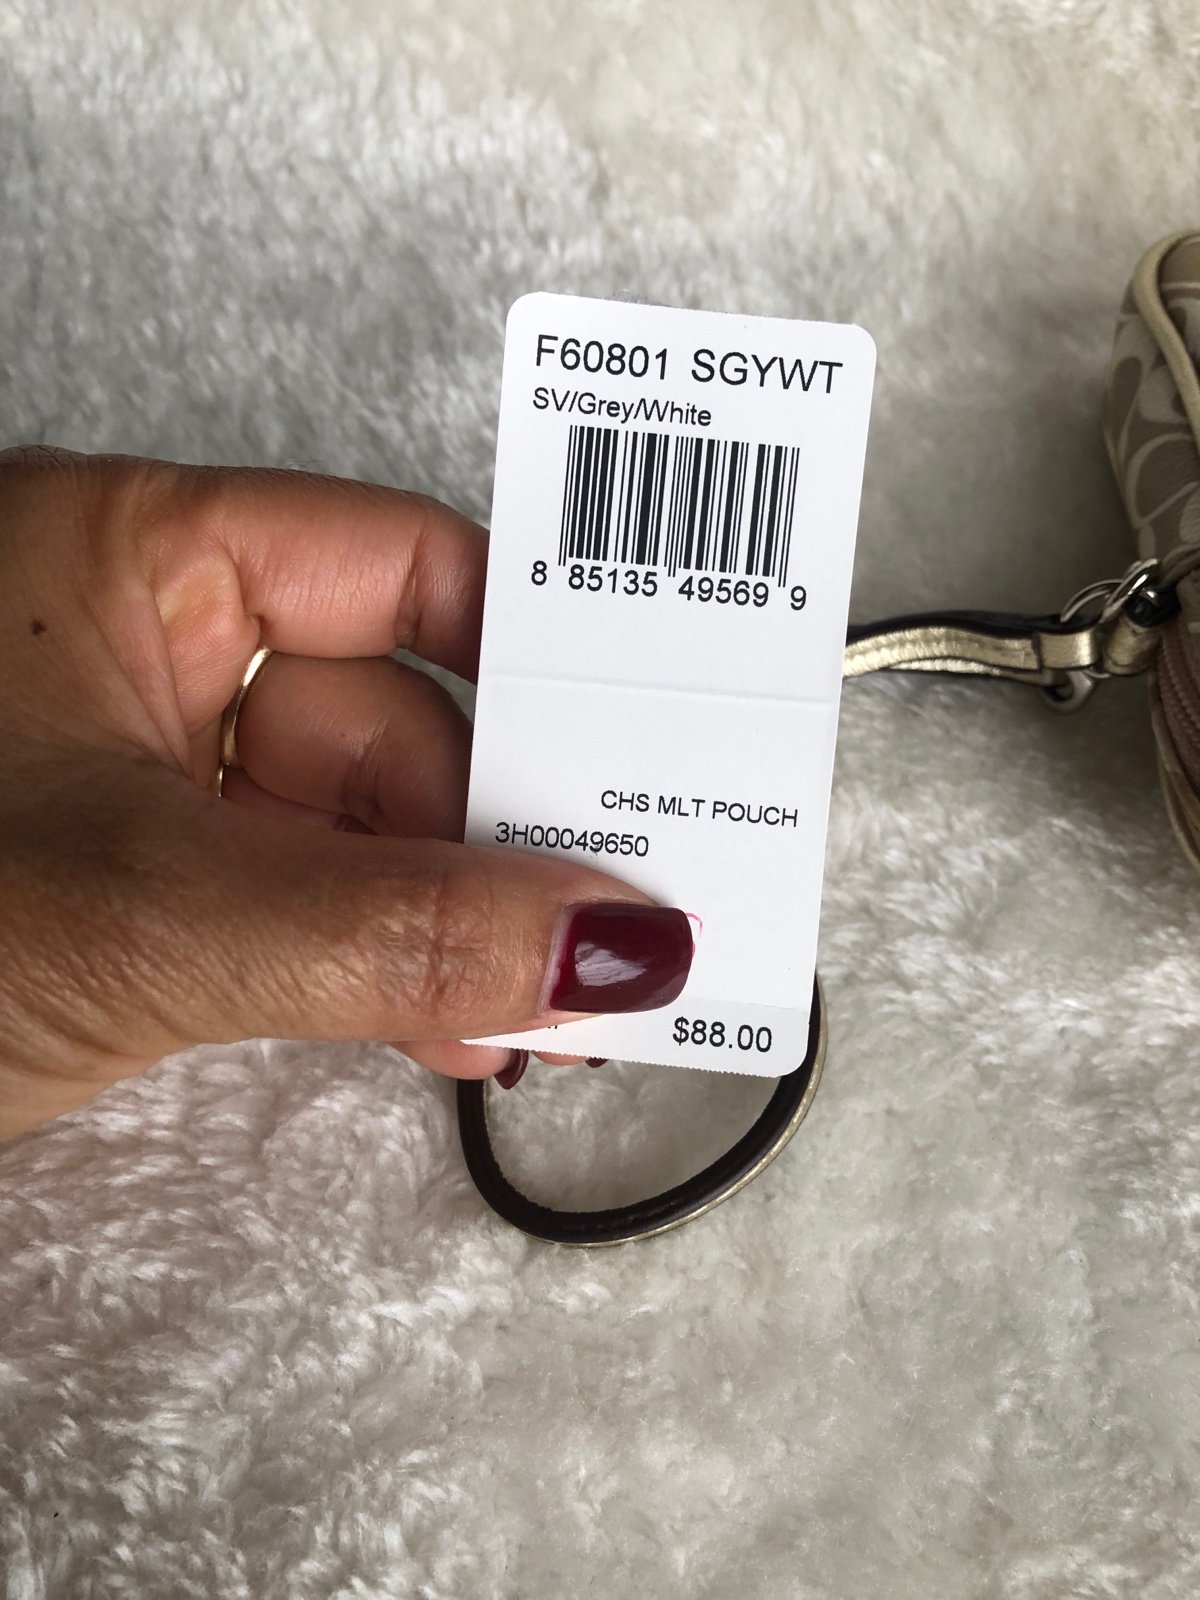 F60801 SGYWT
SV/Grey/White
8 85135 49569 9
CHS MLT POUCH
3H00049650
$88.00